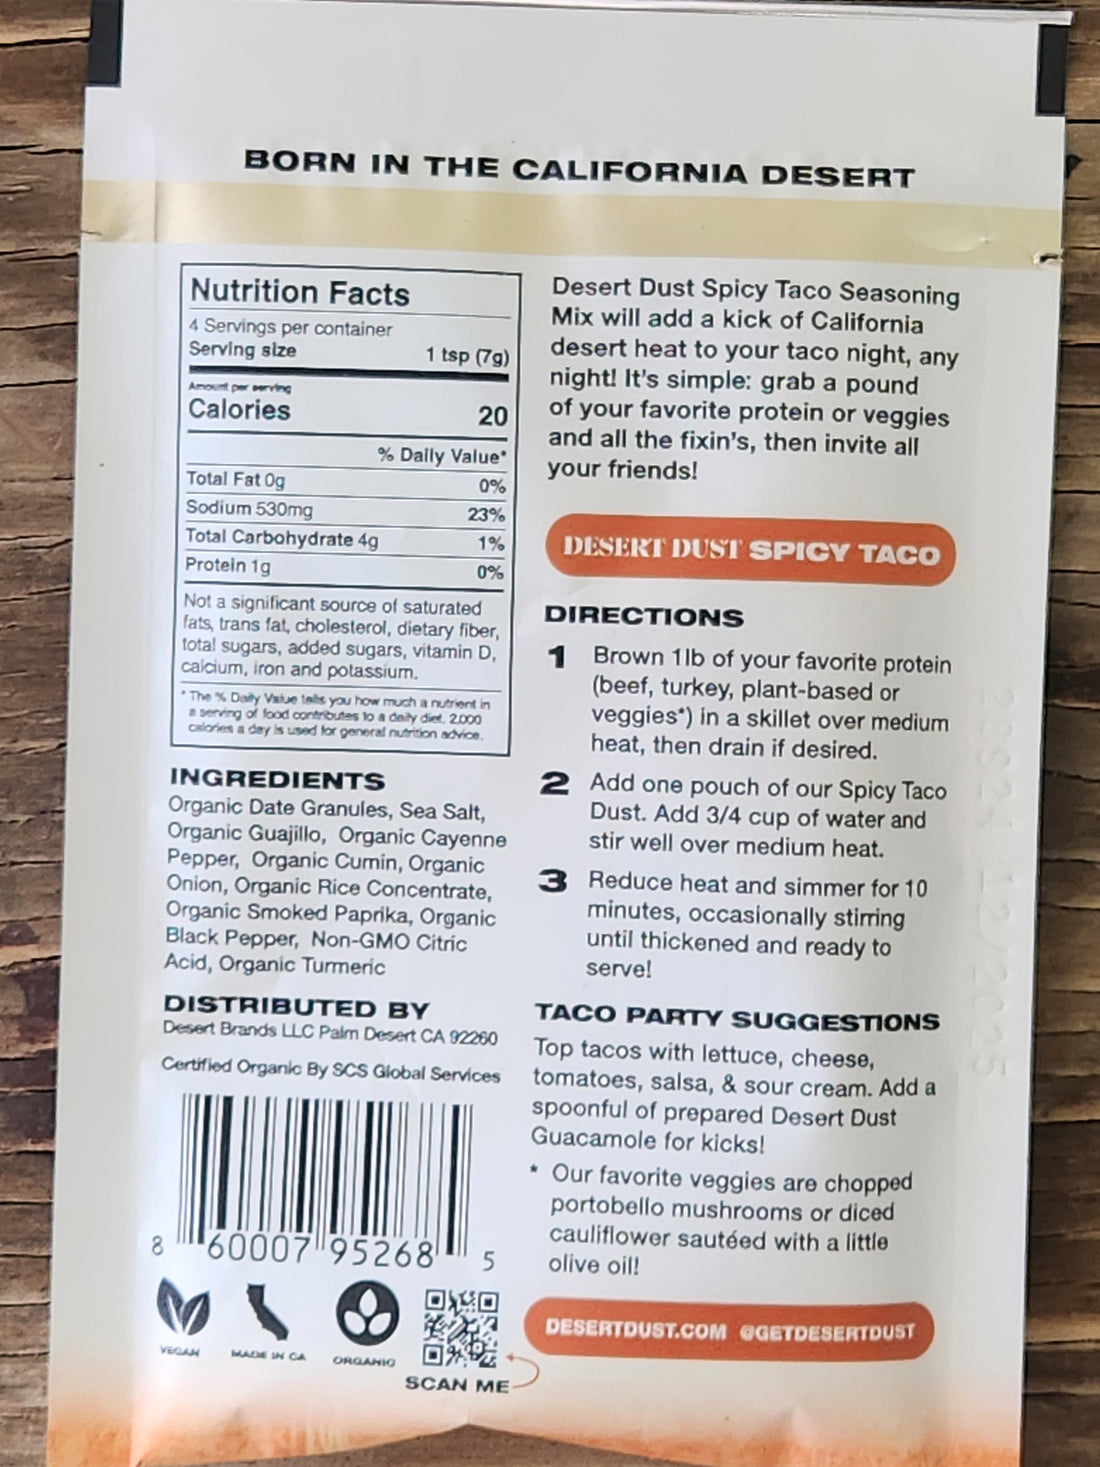 BORN IN THE CALIFORNIA DESERT
Nutrition Facts
4 Servings per container
Serving size 1 tsp (7g)
Amount per serving
Calories 20
% Daily Value*
Total Fat 0g 0%
Sodium 530mg 23%
Total Carbohydrate 4g 1%
Protein 1g 0%
Not a significant source of saturated
fats, trans fat, cholesterol, dietary fiber,
total sugars, added sugars, vitamin D,
calcium, iron and potassium.
* The % Daily Value tells you how much a nutrient in
a serving of food contributes to a daily diet. 2.000
calories a day is used for general nutrition advice.
INGREDIENTS
Organic Date Granules, Sea Salt,
Organic Guajillo, Organic Cayenne
Pepper, Organic Cumin, Organic
Onion, Organic Rice Concentrate,
Organic Smoked Paprika, Organic
Black Pepper, Non-GMO Citric
Acid, Organic Turmeric
DISTRIBUTED BY
Desert Brands LLC Palm Desert CA 92260
Certified Organic By SCS Global Services
8 60007 95268 5
VEGAN
MADE IN CA
ORGANIC
SCAN ME
Desert Dust Spicy Taco Seasoning
Mix will add a kick of California
desert heat to your taco night, any
night! It's simple: grab a pound
of your favorite protein or veggies
and all the fixin's, then invite all
your friends!
DESERT DUST SPICY TACO
DIRECTIONS
1 Brown 1lb of your favorite protein
(beef, turkey, plant-based or
veggies*) in a skillet over medium
heat, then drain if desired.
2 Add one pouch of our Spicy Taco
Dust. Add 3/4 cup of water and
stir well over medium heat.
3 Reduce heat and simmer for 10
minutes, occasionally stirring
until thickened and ready to
serve!
TACO PARTY SUGGESTIONS
Top tacos with lettuce, cheese,
tomatoes, salsa, & sour cream. Add a
spoonful of prepared Desert Dust
Guacamole for kicks!
* Our favorite veggies are chopped
portobello mushrooms or diced
cauliflower sautéed with a little
olive oil!
DESERTDUST.COM @GETDESERTDUST
12/2025